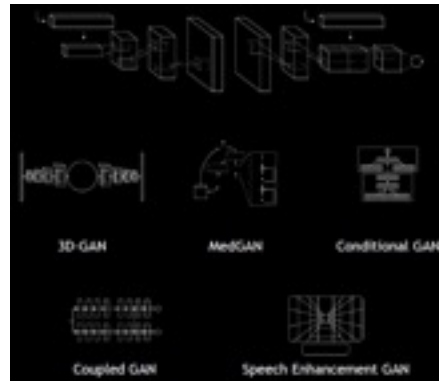 3D GAN
MedGAN
Conditional GAN
Coupled GAN
Speech Enhancement GAN